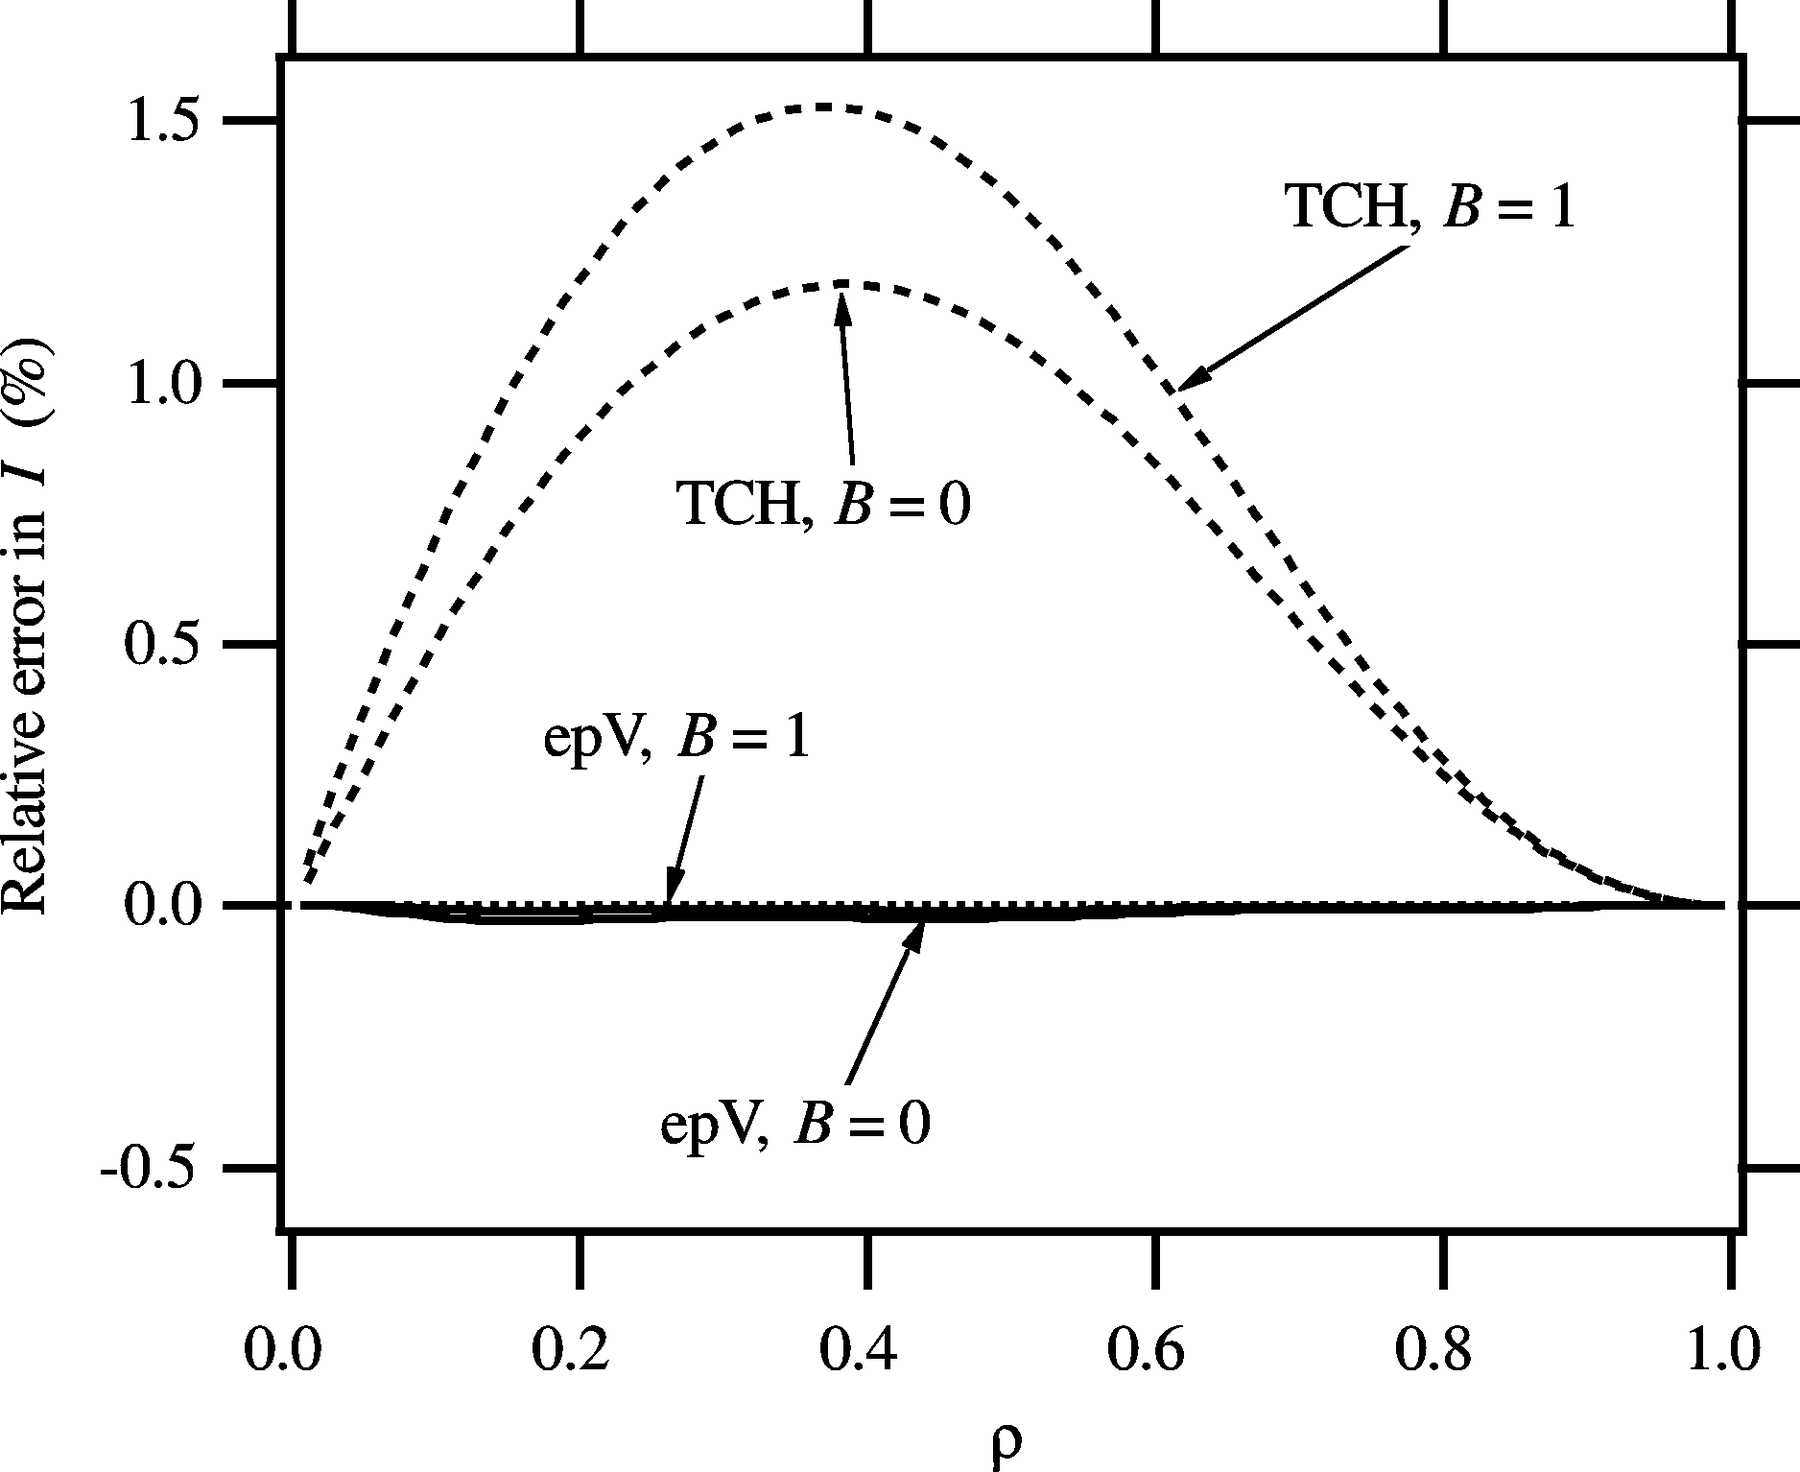 1.5
TCH, B = 1
1.0
TCH, B = 0
0.5
epV, B = 1
0.0
epV, B = 0
-0.5
Relative error in I (%)
0.0 0.2 0.4 0.6 0.8 1.0
ρ